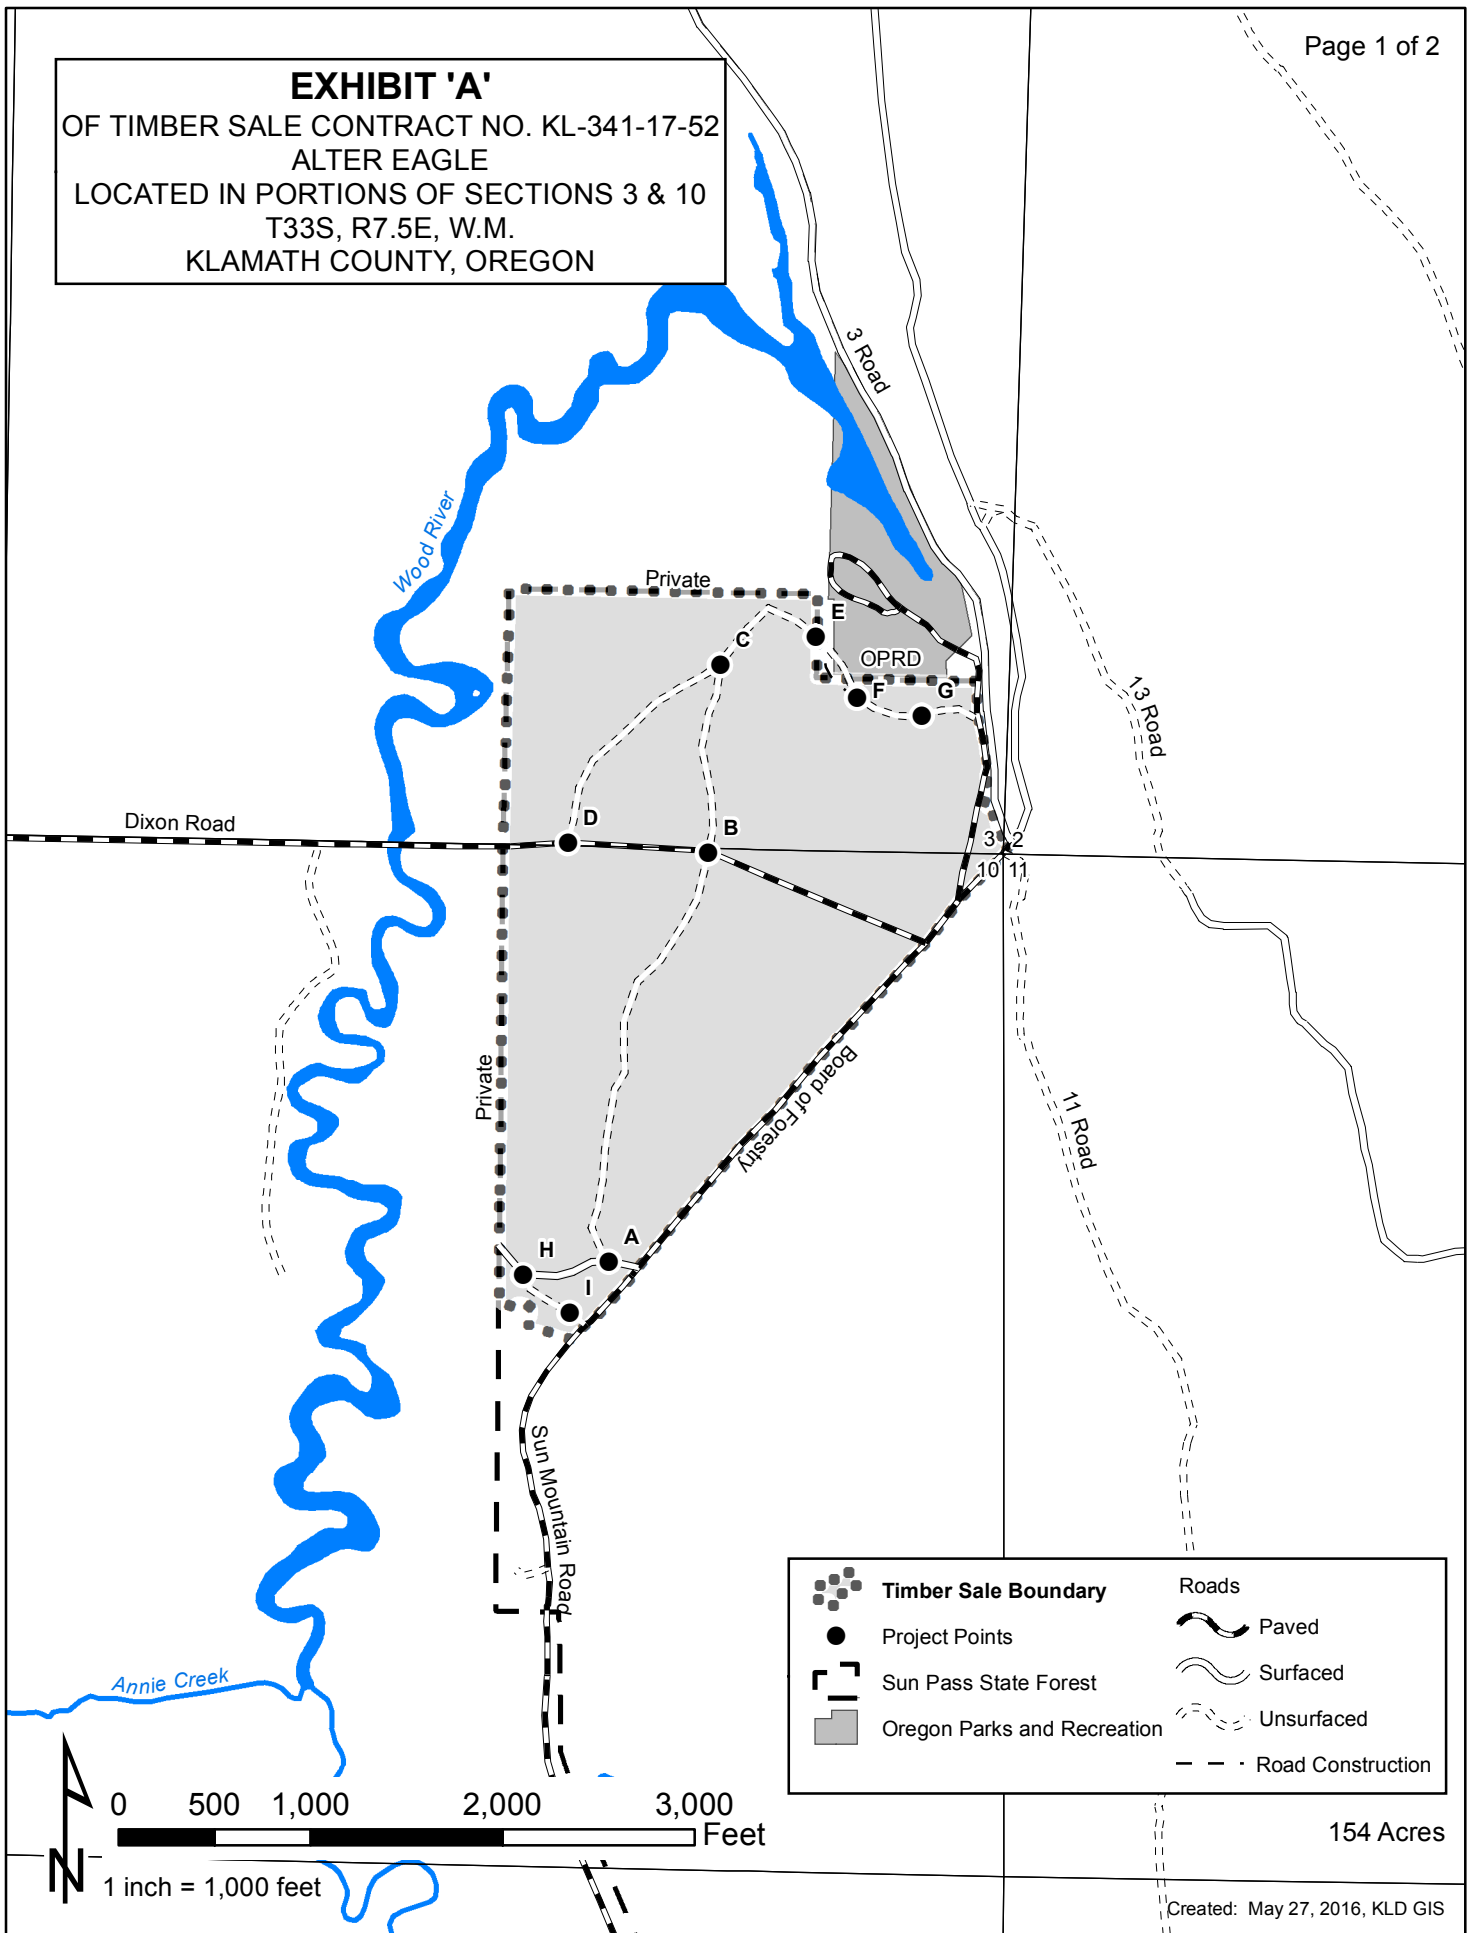 Page 1 of 2
EXHIBIT 'A'
OF TIMBER SALE CONTRACT NO. KL-341-17-52
ALTER EAGLE
LOCATED IN PORTIONS OF SECTIONS 3 & 10
T33S, R7.5E, W.M.
KLAMATH COUNTY, OREGON
3 Road
Wood River
Private
E
C
OPRD
F
G
13 Road
Dixon Road
D
B
3 2
10 11
Private
Board of Forestry
11 Road
A
H
I
Sun Mountain Road
Annie Creek
Timber Sale Boundary
Project Points
Sun Pass State Forest
Oregon Parks and Recreation
Roads
Paved
Surfaced
Unsurfaced
Road Construction
0 500 1,000 2,000 3,000
Feet
N
1 inch = 1,000 feet
154 Acres
Created: May 27, 2016, KLD GIS